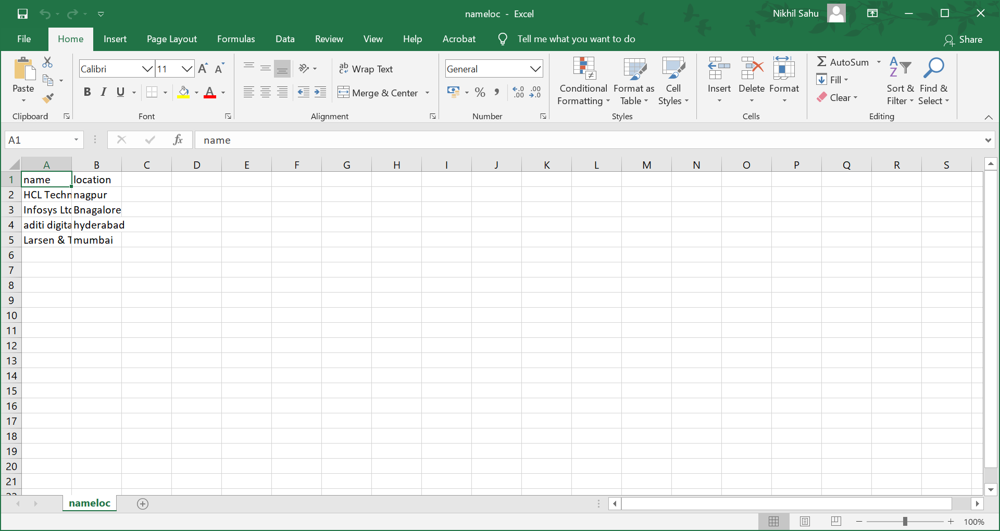 nameloc - Excel
Nikhil Sahu
File Home Insert Page Layout Formulas Data Review View Help Acrobat Tell me what you want to do Share
Calibri 11 Wrap Text General AutoSum
Fill
Paste Conditional Format as Cell Insert Delete Format Sort & Find &
B I U Merge & Center % Formatting Table Styles Clear Filter Select
Clipboard Font Alignment Number Styles Cells Editing
A1 fx name
A B C D E F G H I J K L M N O P Q R S
1 name location
2 HCL Techn nagpur
3 Infosys Ltd Bnagalore
4 aditi digita hyderabad
5 Larsen & T mumbai
6
7
8
9
10
11
12
13
14
15
16
17
18
19
20
21
nameloc
100%